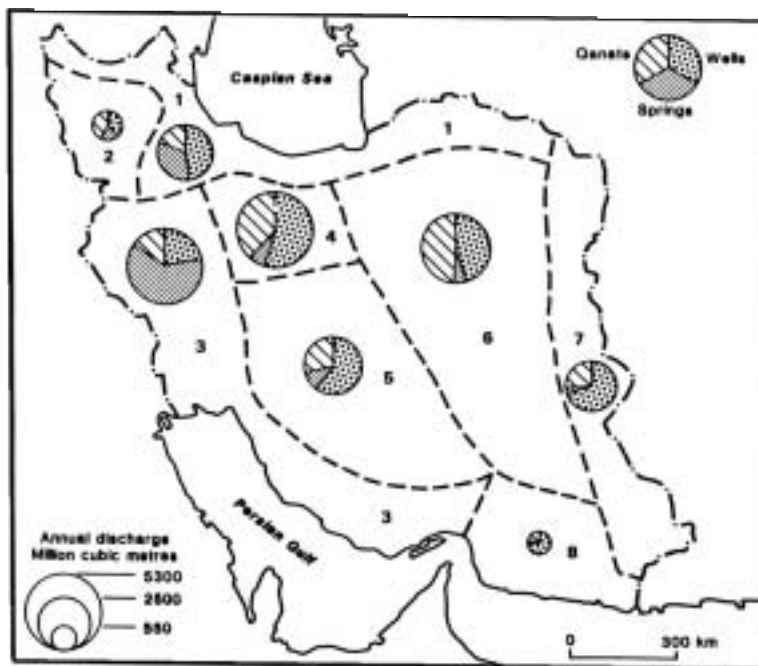 Qanats
Wells
Springs
Caspian Sea
1
1
2
4
3
6
7
5
3
8
Persian Gulf
Annual discharge
Million cubic metres
5300
2500
550
0 300 km